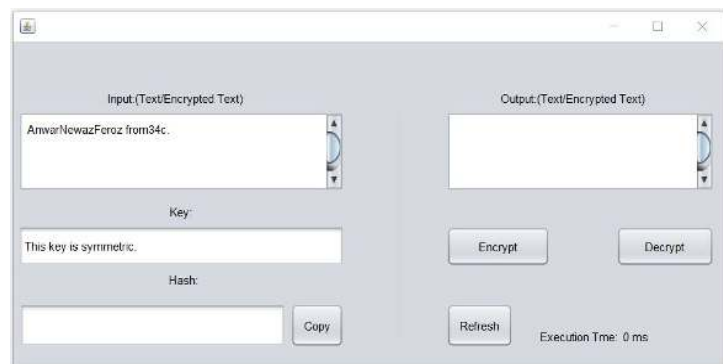 Input:(Text/Encrypted Text)
AnwarNewazFeroz from34c.
Key:
This key is symmetric.
Hash:
Copy
Output:(Text/Encrypted Text)
Encrypt
Decrypt
Refresh
Execution Tme: 0 ms